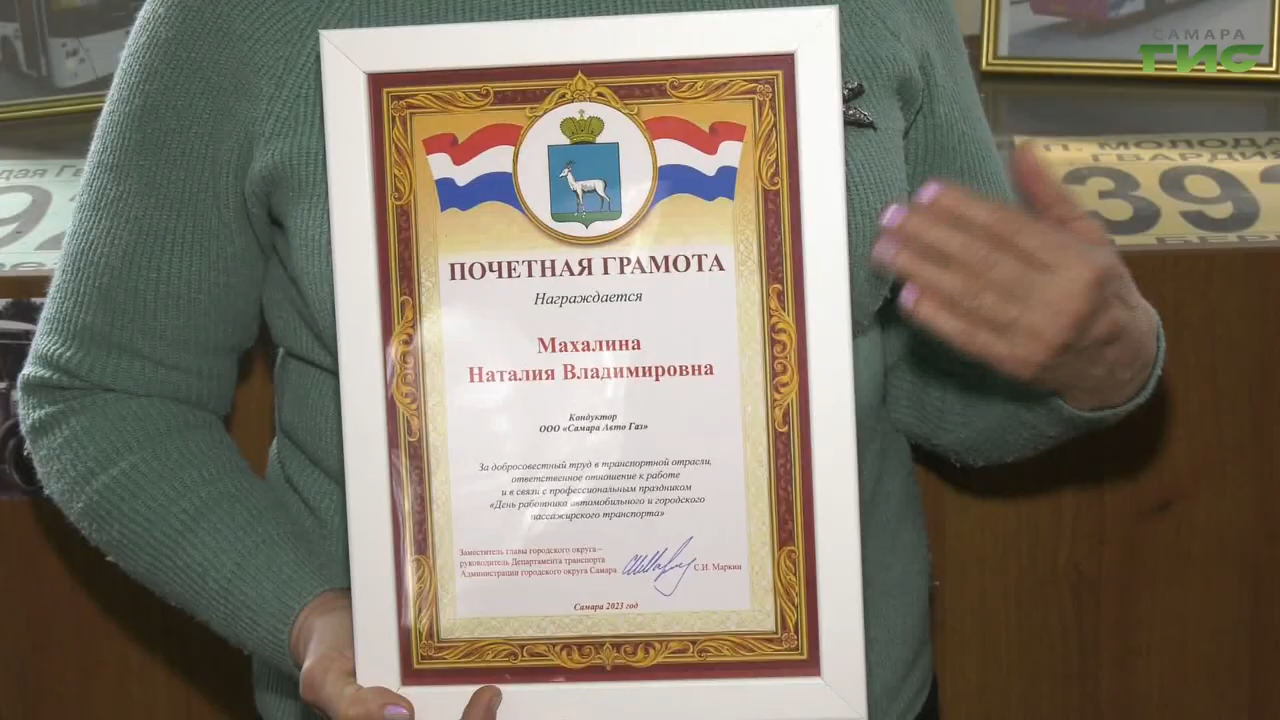 САМАРА
ГИС
ПОЧЕТНАЯ ГРАМОТА
Награждается
Махалина
Наталия Владимировна
Кондуктор
ООО «Самара Авто Газ»
За добросовестный труд в транспортной отрасли,
ответственное отношение к работе
и в связи с профессиональным праздником
«День работника автомобильного и городского
пассажирского транспорта»
Заместитель главы городского округа –
руководитель Департамента транспорта
Администрации городского округа Самара
С.И. Маркин
Самара 2023 год